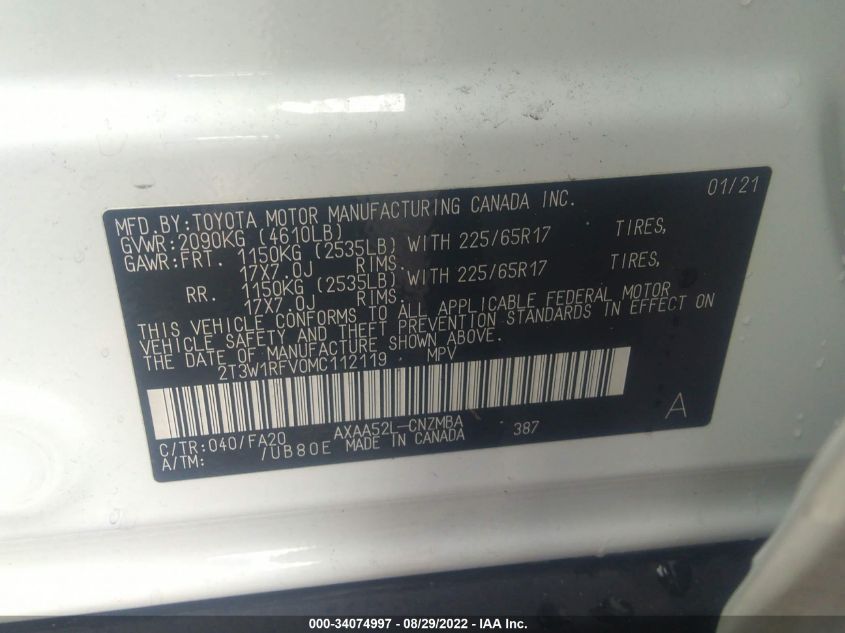 MFD.BY:TOYOTA MOTOR MANUFACTURING CANADA INC. 01/21
GVWR:2090KG (4610LB)
GAWR:FRT. 1150KG (2535LB) WITH 225/65R17 TIRES,
17X7.0J RIMS.
RR. 1150KG (2535LB) WITH 225/65R17 TIRES,
17X7.0J RIMS.
THIS VEHICLE CONFORMS TO ALL APPLICABLE FEDERAL MOTOR
VEHICLE SAFETY AND THEFT PREVENTION STANDARDS IN EFFECT ON
THE DATE OF MANUFACTURE SHOWN ABOVE.
2T3W1RFV0MC112119 MPV
A
C/TR:040/FA20 AXAA52L-CNZMBA 387
A/TM: /UB80E MADE IN CANADA
000-34074997 - 08/29/2022 - IAA Inc.